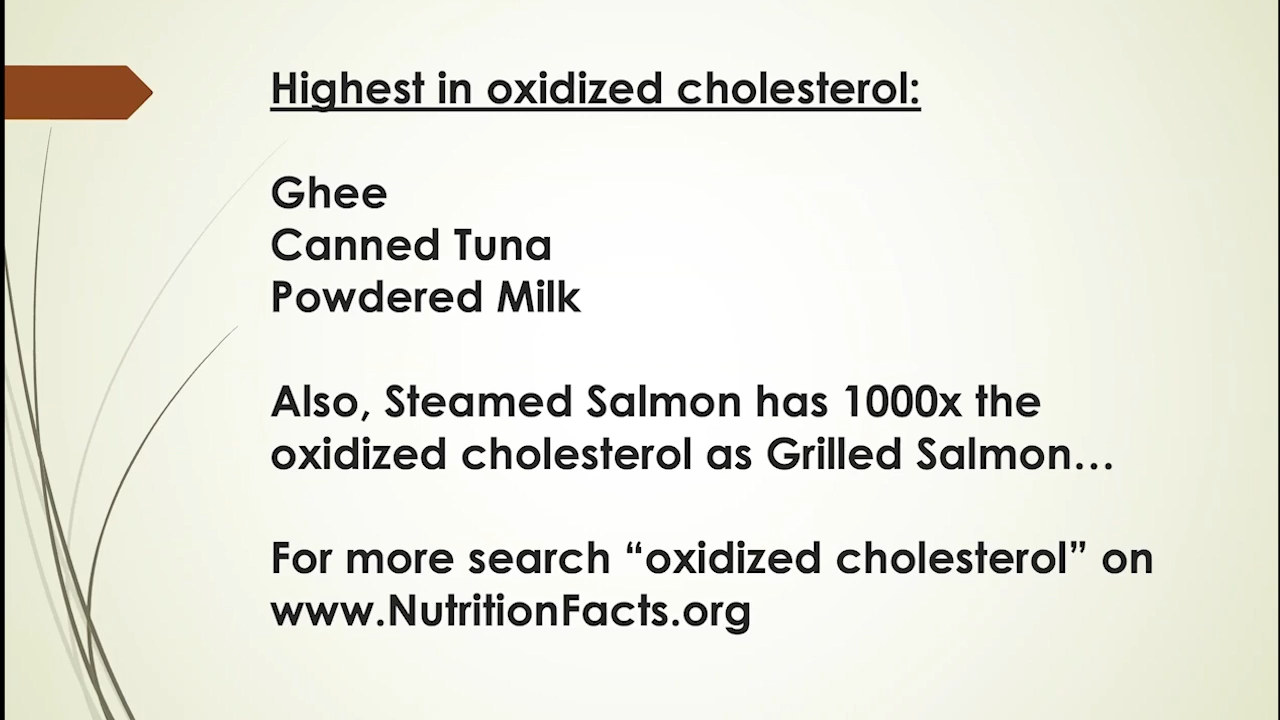 Highest in oxidized cholesterol:
Ghee
Canned Tuna
Powdered Milk
Also, Steamed Salmon has 1000x the
oxidized cholesterol as Grilled Salmon…
For more search “oxidized cholesterol” on
www.NutritionFacts.org